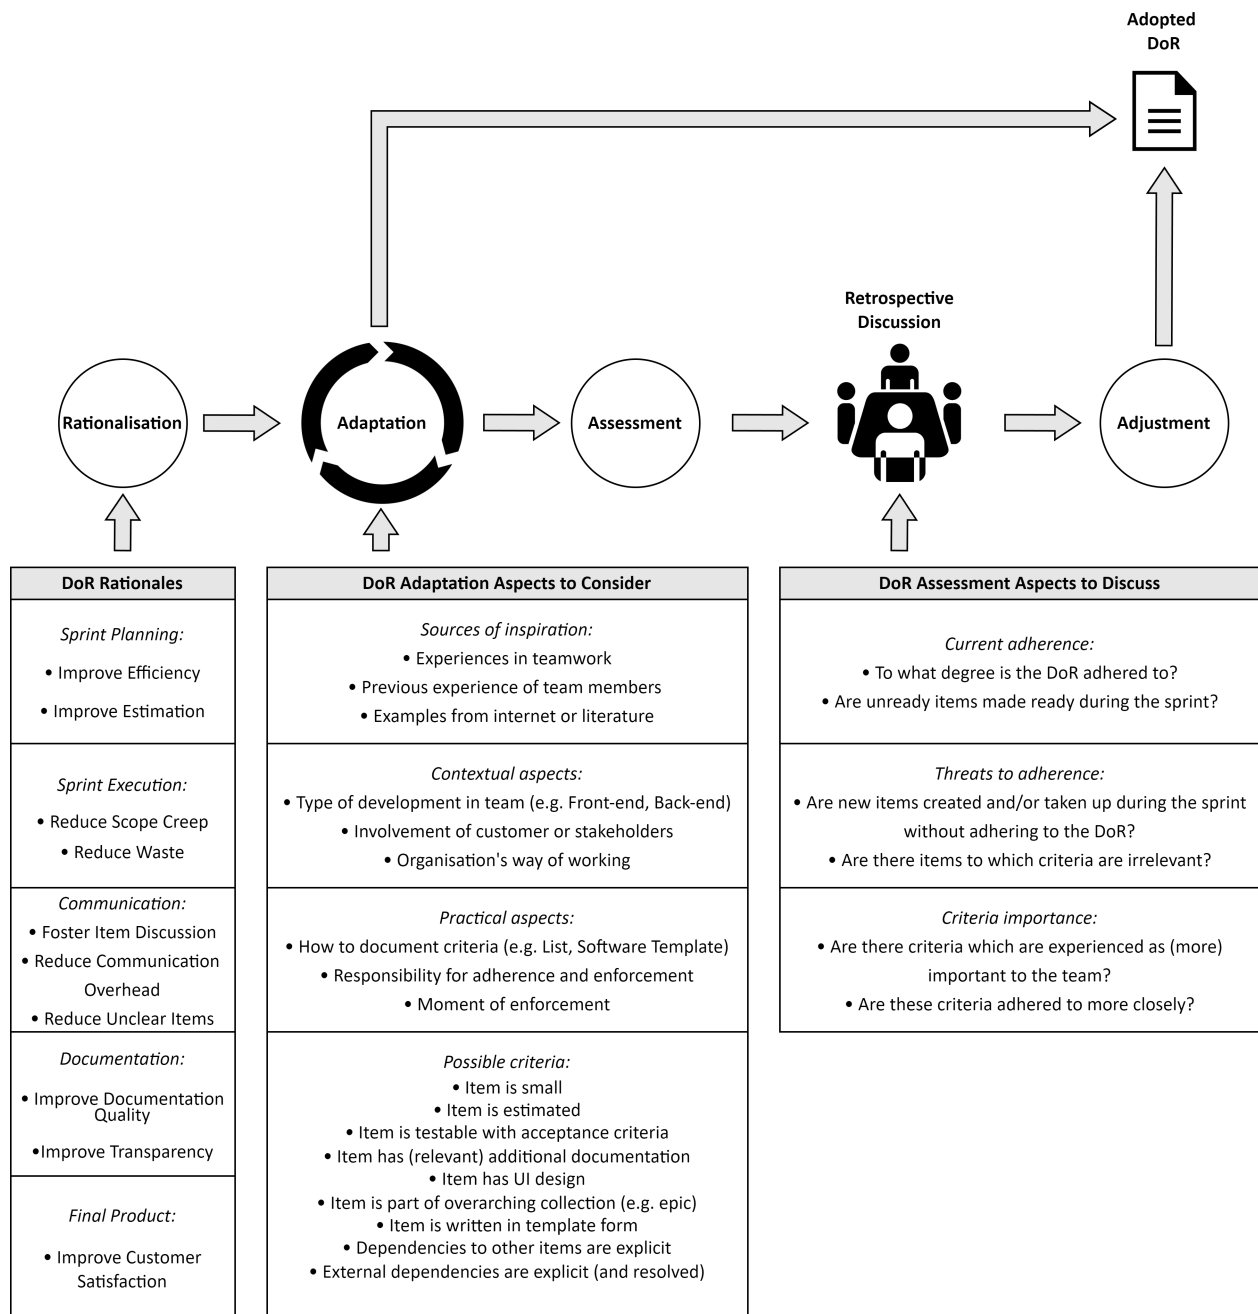 Adopted
DoR
Retrospective
Discussion
Rationalisation
Adaptation
Assessment
Adjustment
DoR Rationales
Sprint Planning:
• Improve Efficiency
• Improve Estimation
Sprint Execution:
• Reduce Scope Creep
• Reduce Waste
Communication:
• Foster Item Discussion
• Reduce Communication
Overhead
• Reduce Unclear Items
Documentation:
• Improve Documentation
Quality
•Improve Transparency
Final Product:
• Improve Customer
Satisfaction
DoR Adaptation Aspects to Consider
Sources of inspiration:
• Experiences in teamwork
• Previous experience of team members
• Examples from internet or literature
Contextual aspects:
• Type of development in team (e.g. Front-end, Back-end)
• Involvement of customer or stakeholders
• Organisation's way of working
Practical aspects:
• How to document criteria (e.g. List, Software Template)
• Responsibility for adherence and enforcement
• Moment of enforcement
Possible criteria:
• Item is small
• Item is estimated
• Item is testable with acceptance criteria
• Item has (relevant) additional documentation
• Item has UI design
• Item is part of overarching collection (e.g. epic)
• Item is written in template form
• Dependencies to other items are explicit
• External dependencies are explicit (and resolved)
DoR Assessment Aspects to Discuss
Current adherence:
• To what degree is the DoR adhered to?
• Are unready items made ready during the sprint?
Threats to adherence:
• Are new items created and/or taken up during the sprint
without adhering to the DoR?
• Are there items to which criteria are irrelevant?
Criteria importance:
• Are there criteria which are experienced as (more)
important to the team?
• Are these criteria adhered to more closely?